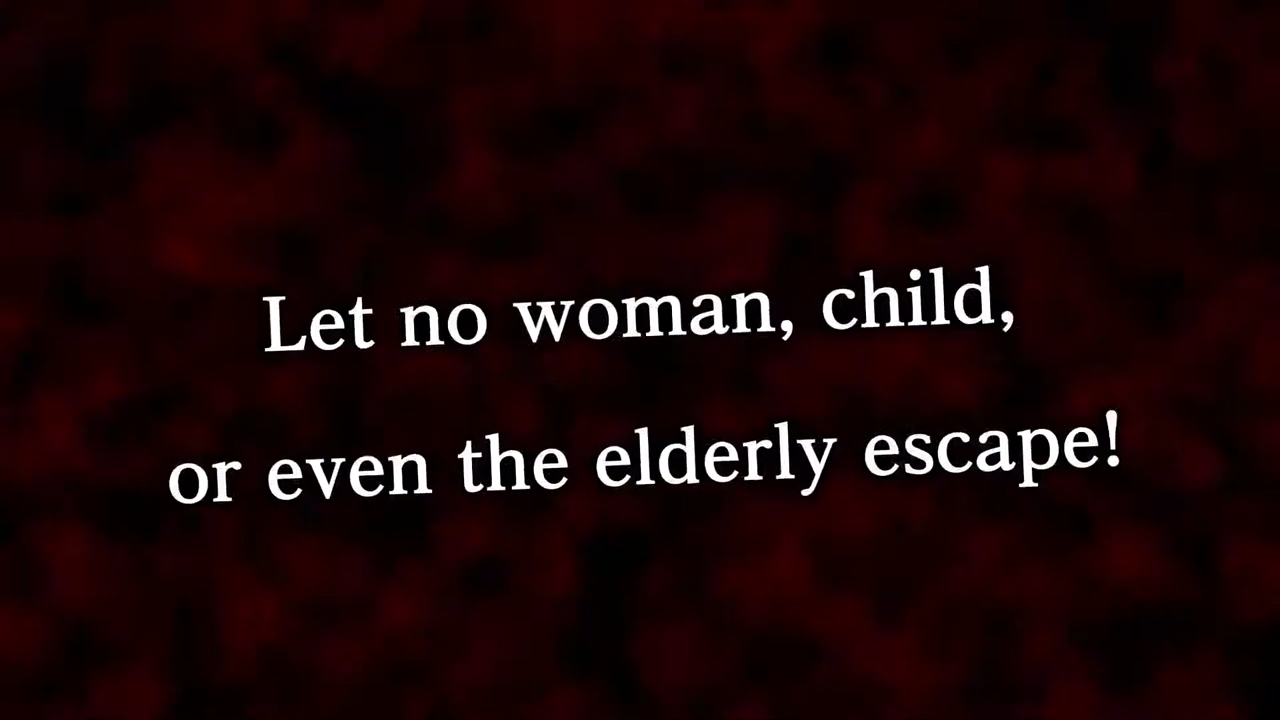 Let no woman, child,
or even the elderly escape!